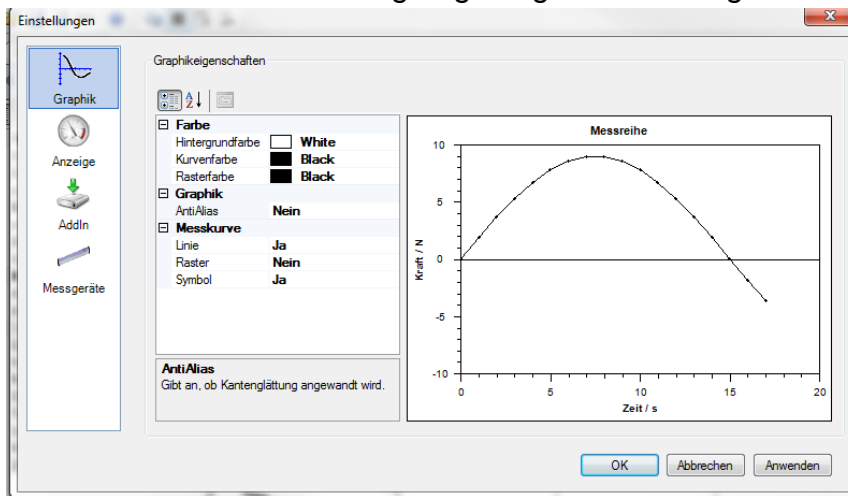 Einstellungen
Graphik
Anzeige
AddIn
Messgeräte
Graphikeigenschaften
Farbe
Hintergrundfarbe White
Kurvenfarbe Black
Rasterfarbe Black
Graphik
AntiAlias Nein
Messkurve
Linie Ja
Raster Nein
Symbol Ja
AntiAlias
Gibt an, ob Kantenglättung angewandt wird.
Messreihe
Kraft / N
10
5
0
-5
-10
0 5 10 15 20
Zeit / s
OK Abbrechen Anwenden